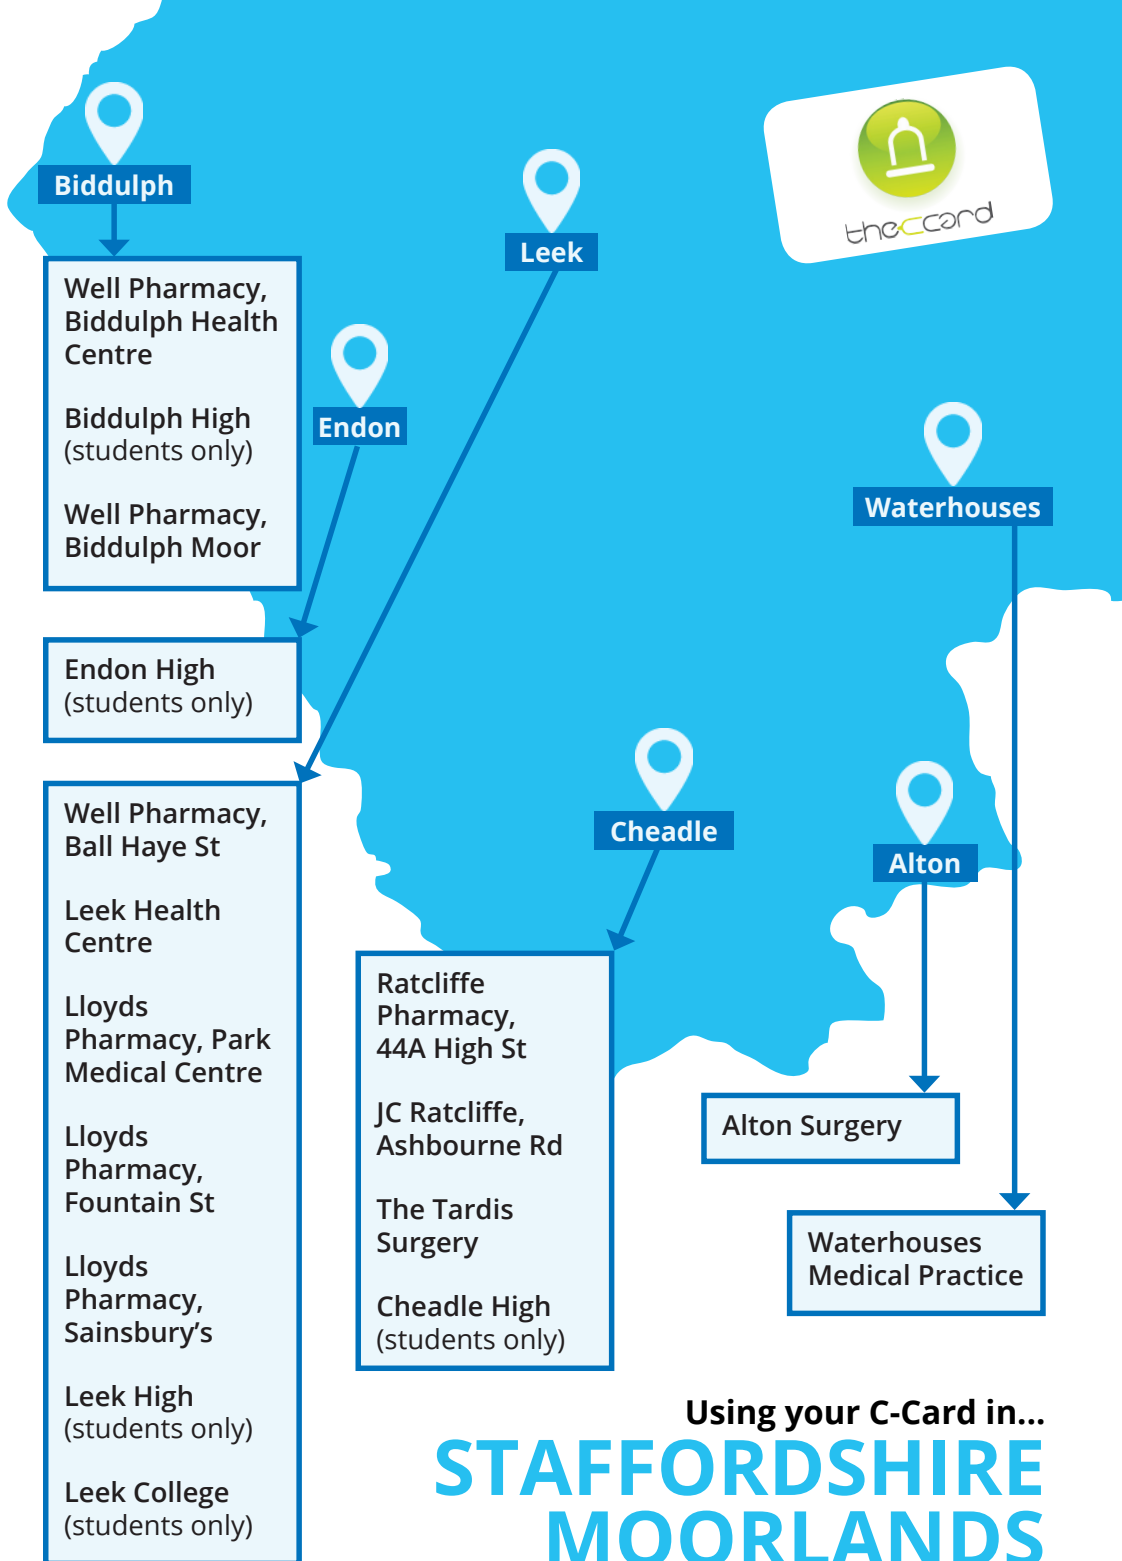 theccard
Biddulph
Leek
Well Pharmacy,
Biddulph Health
Centre
Biddulph High
(students only)
Well Pharmacy,
Biddulph Moor
Endon
Waterhouses
Endon High
(students only)
Cheadle
Alton
Well Pharmacy,
Ball Haye St
Leek Health
Centre
Lloyds
Pharmacy, Park
Medical Centre
Lloyds
Pharmacy,
Fountain St
Lloyds
Pharmacy,
Sainsbury’s
Leek High
(students only)
Leek College
(students only)
Ratcliffe
Pharmacy,
44A High St
JC Ratcliffe,
Ashbourne Rd
The Tardis
Surgery
Cheadle High
(students only)
Alton Surgery
Waterhouses
Medical Practice
Using your C-Card in...
STAFFORDSHIRE
MOORLANDS